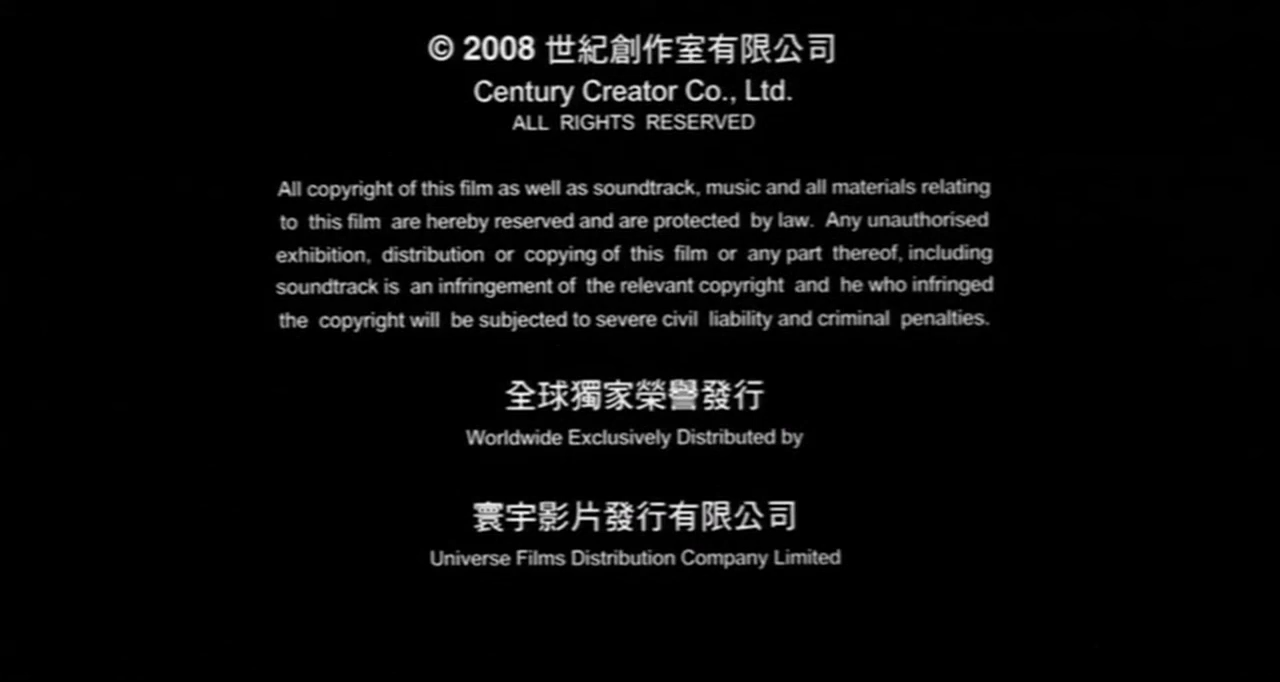 © 2008 世紀創作室有限公司
Century Creator Co., Ltd.
ALL RIGHTS RESERVED
All copyright of this film as well as soundtrack, music and all materials relating
to this film are hereby reserved and are protected by law. Any unauthorised
exhibition, distribution or copying of this film or any part thereof, including
soundtrack is an infringement of the relevant copyright and he who infringed
the copyright will be subjected to severe civil liability and criminal penalties.
全球獨家榮譽發行
Worldwide Exclusively Distributed by
寰宇影片發行有限公司
Universe Films Distribution Company Limited